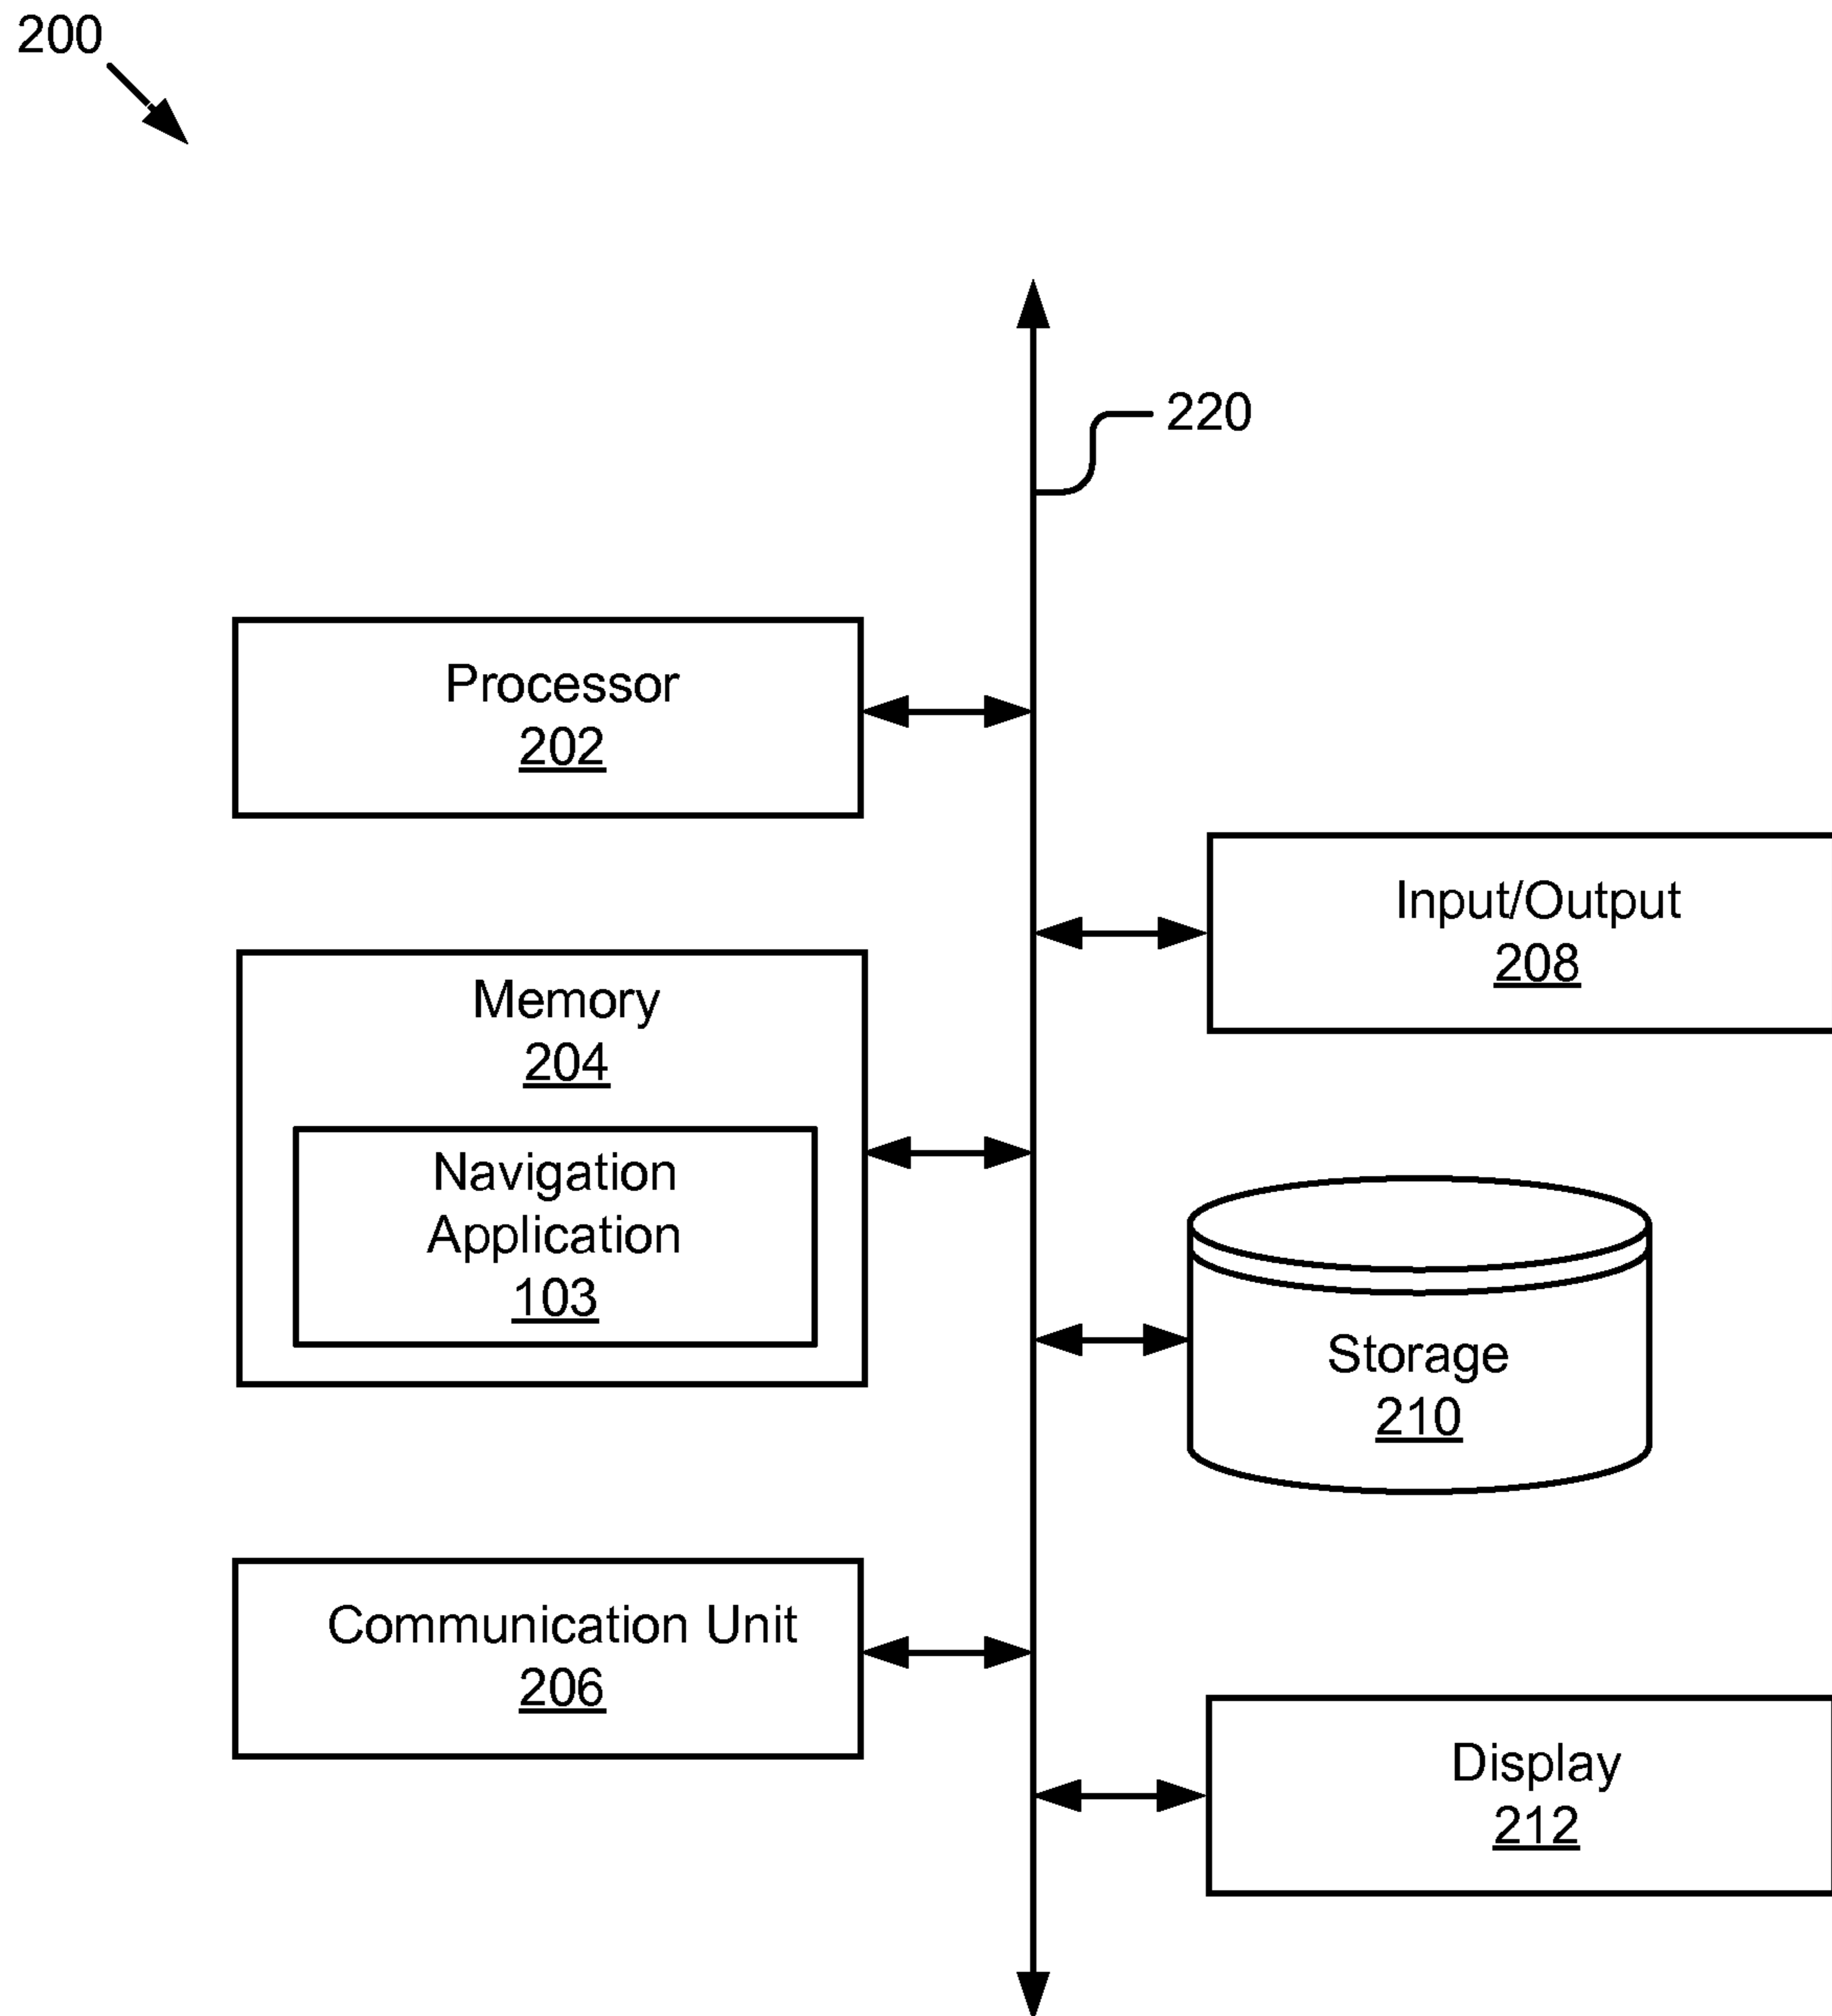 200
220
Processor
202
Input/Output
208
Memory
204
Navigation
Application
103
Storage
210
Communication Unit
206
Display
212